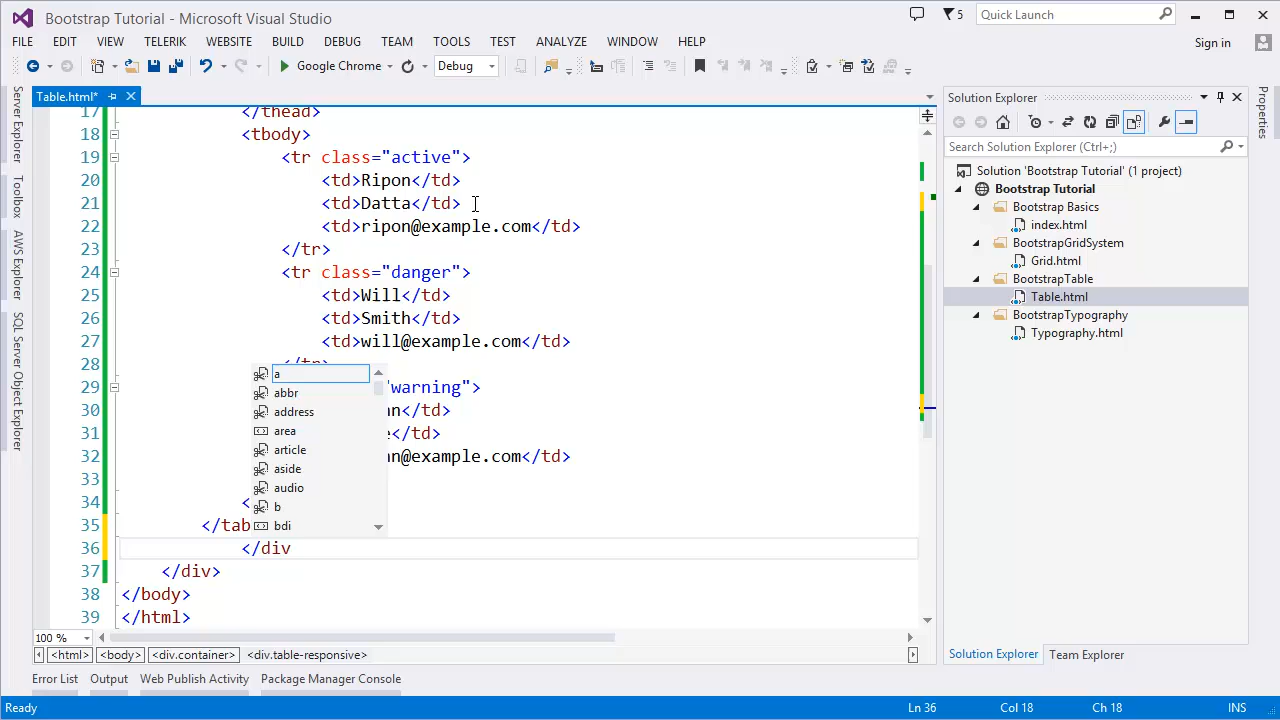 Bootstrap Tutorial - Microsoft Visual Studio
5
Quick Launch
FILE EDIT VIEW TELERIK WEBSITE BUILD DEBUG TEAM TOOLS TEST ANALYZE WINDOW HELP
Sign in
Google Chrome
Debug
Table.html*
Server Explorer
Toolbox
AWS Explorer
SQL Server Object Explorer
17 </thead>
18 <tbody>
19 <tr class="active">
20 <td>Ripon</td>
21 <td>Datta</td>
22 <td>ripon@example.com</td>
23 </tr>
24 <tr class="danger">
25 <td>Will</td>
26 <td>Smith</td>
27 <td>will@example.com</td>
28 </tr>
29 "warning">
30 n</td>
31 e</td>
32 n@example.com</td>
33
34 <
35 </tab
36 </div
37 </div>
38 </body>
39 </html>
a
abbr
address
area
article
aside
audio
b
bdi
100 %
<html> <body> <div.container> <div.table-responsive>
Error List Output Web Publish Activity Package Manager Console
Ready
Ln 36 Col 18 Ch 18 INS
Solution Explorer
Search Solution Explorer (Ctrl+;)
Solution 'Bootstrap Tutorial' (1 project)
Bootstrap Tutorial
Bootstrap Basics
index.html
BootstrapGridSystem
Grid.html
BootstrapTable
Table.html
BootstrapTypography
Typography.html
Solution Explorer Team Explorer
Properties